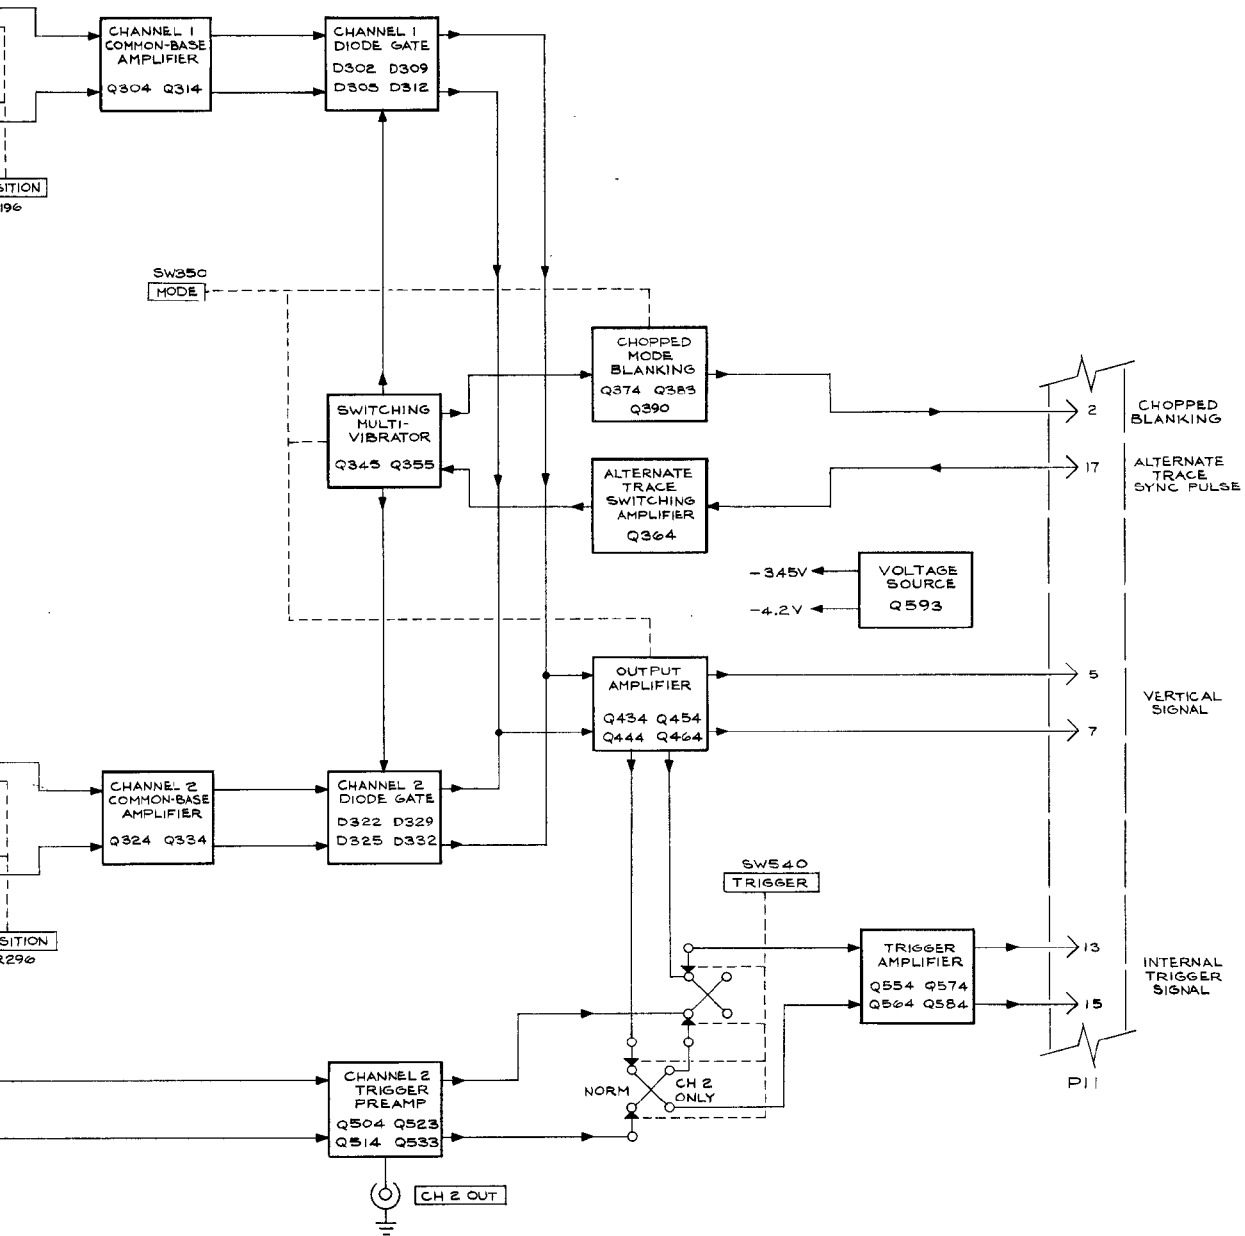 CHANNEL 1
COMMON-BASE
AMPLIFIER
Q304 Q314
CHANNEL 1
DIODE GATE
D302 D309
D305 D312
SITION
196
SW350
MODE
CHOPPED
MODE
BLANKING
Q374 Q383
Q390
SWITCHING
MULTI-
VIBRATOR
Q345 Q355
2
CHOPPED
BLANKING
ALTERNATE
TRACE
SWITCHING
AMPLIFIER
Q364
17
ALTERNATE
TRACE
SYNC PULSE
-345V
-4.2V
VOLTAGE
SOURCE
Q593
OUTPUT
AMPLIFIER
Q434 Q454
Q444 Q464
5
7
VERTICAL
SIGNAL
CHANNEL 2
COMMON-BASE
AMPLIFIER
Q324 Q334
CHANNEL 2
DIODE GATE
D322 D329
D325 D332
SITION
R296
SW540
TRIGGER
TRIGGER
AMPLIFIER
Q554 Q574
Q564 Q584
13
15
INTERNAL
TRIGGER
SIGNAL
P11
NORM
CH 2
ONLY
CHANNEL 2
TRIGGER
PREAMP
Q504 Q523
Q514 Q533
CH 2 OUT